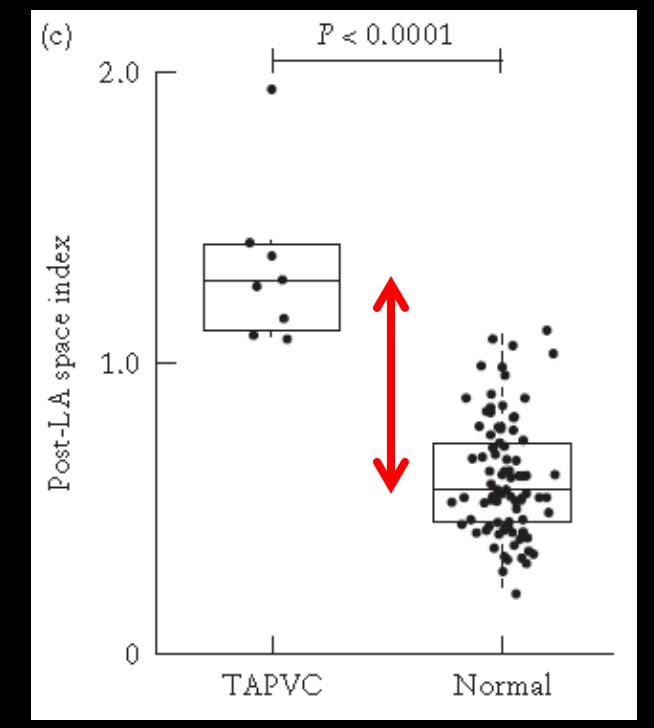 (c)
P < 0.0001
2.0
1.0
0
Post-LA space index
TAPVC
Normal